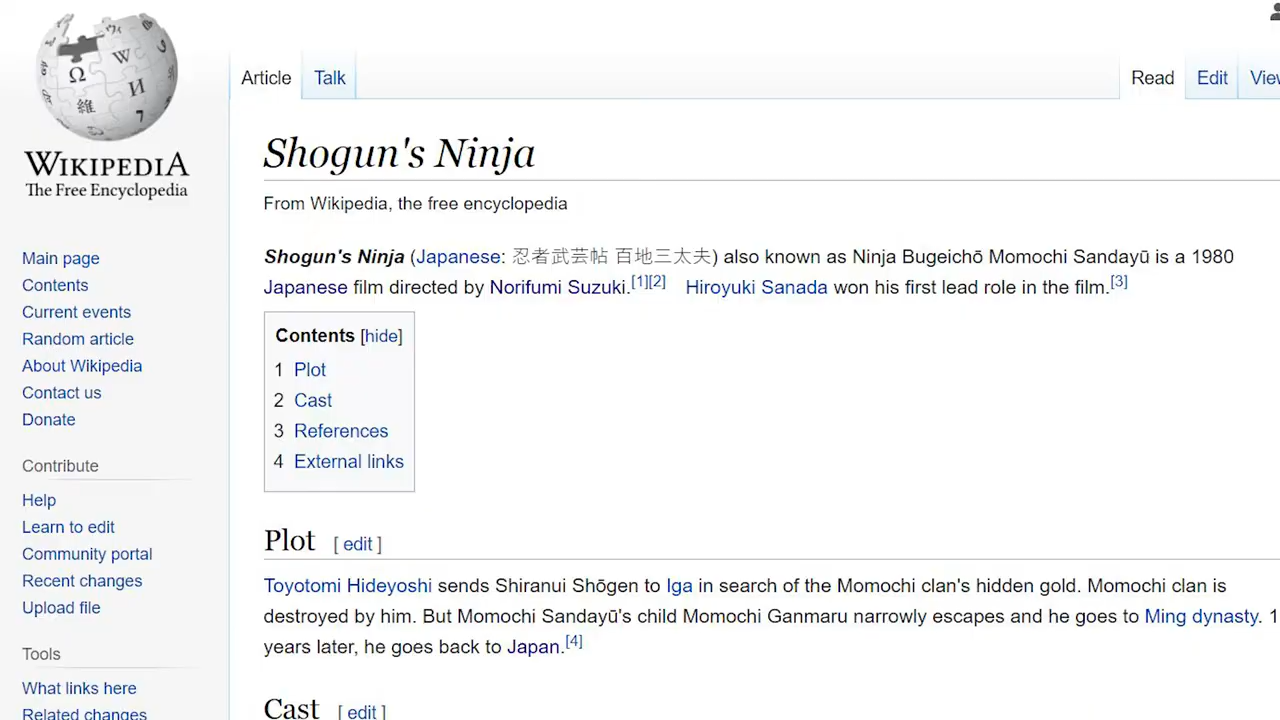 WIKIPEDIA
The Free Encyclopedia
Main page
Contents
Current events
Random article
About Wikipedia
Contact us
Donate
Contribute
Help
Learn to edit
Community portal
Recent changes
Upload file
Tools
What links here
Related changes
Article Talk Read Edit
Shogun's Ninja
From Wikipedia, the free encyclopedia
Shogun's Ninja (Japanese: 忍者武芸帖 百地三太夫) also known as Ninja Bugeichō Momochi Sandayū is a 1980
Japanese film directed by Norifumi Suzuki.[1][2] Hiroyuki Sanada won his first lead role in the film.[3]
Contents [hide]
1 Plot
2 Cast
3 References
4 External links
Plot [ edit ]
Toyotomi Hideyoshi sends Shiranui Shōgen to Iga in search of the Momochi clan's hidden gold. Momochi clan is
destroyed by him. But Momochi Sandayū's child Momochi Ganmaru narrowly escapes and he goes to Ming dynasty. 1
years later, he goes back to Japan.[4]
Cast [ edit ]